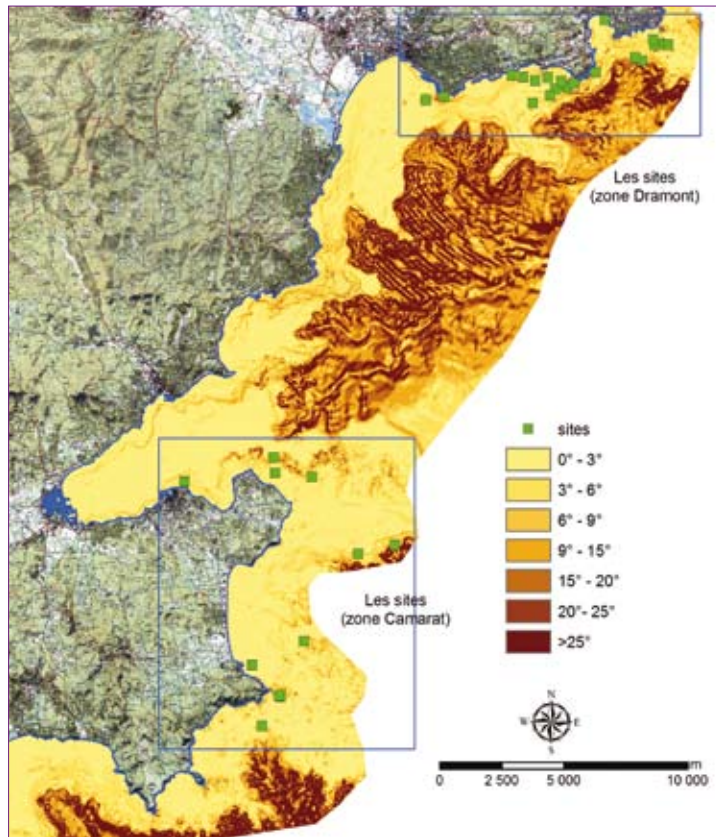 Les sites
(zone Dramont)
sites
0° - 3°
3° - 6°
6° - 9°
9° - 15°
15° - 20°
20°- 25°
>25°
Les sites
(zone Camarat)
N
W E
S
m
0 2 500 5 000 10 000